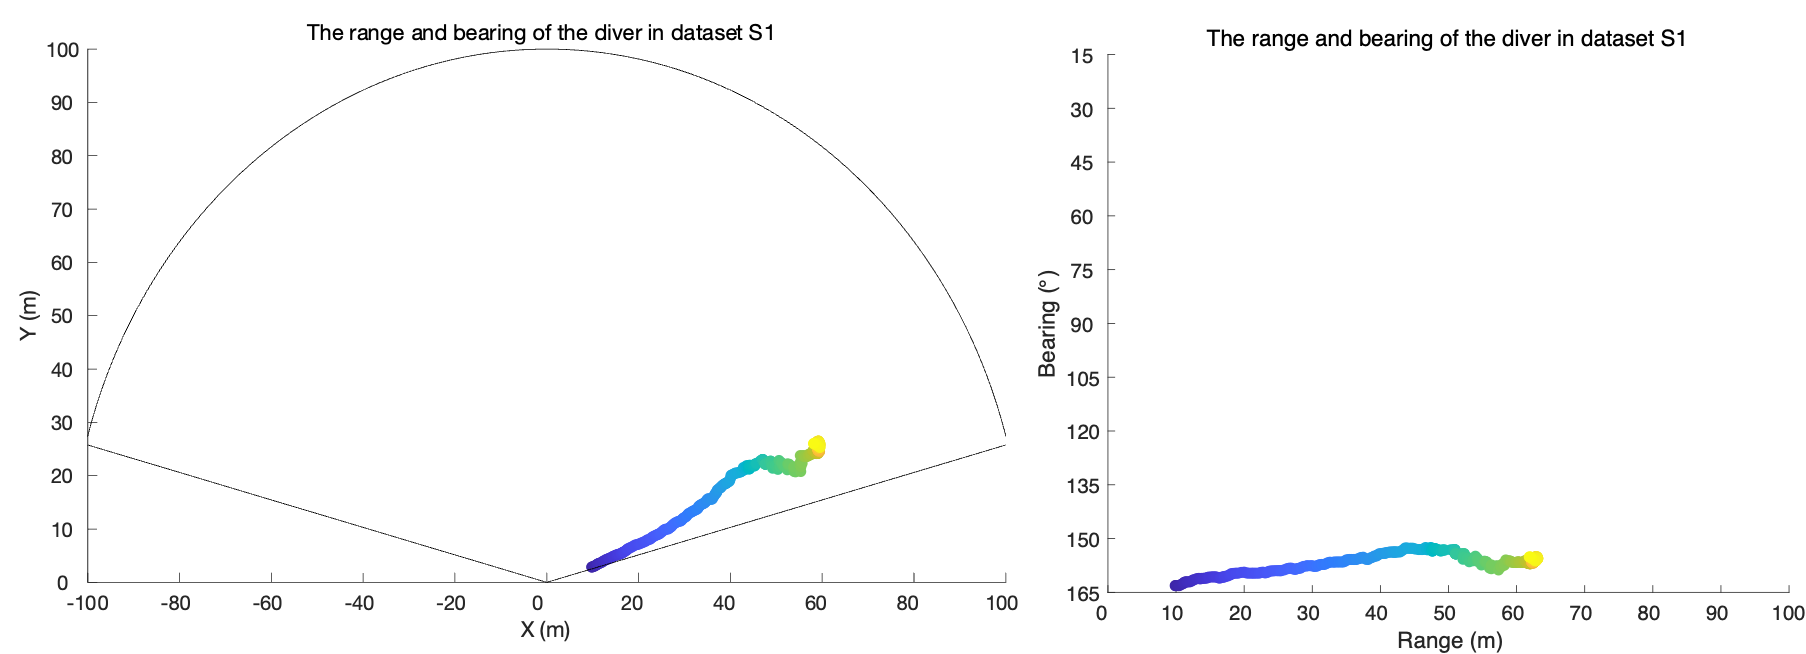 The range and bearing of the diver in dataset S1
100
90
80
70
60
50
40
30
20
10
0
Y (m)
-100 -80 -60 -40 -20 0 20 40 60 80 100
X (m)
The range and bearing of the diver in dataset S1
15
30
45
60
75
90
105
120
135
150
165
Bearing (°)
0 10 20 30 40 50 60 70 80 90 100
Range (m)